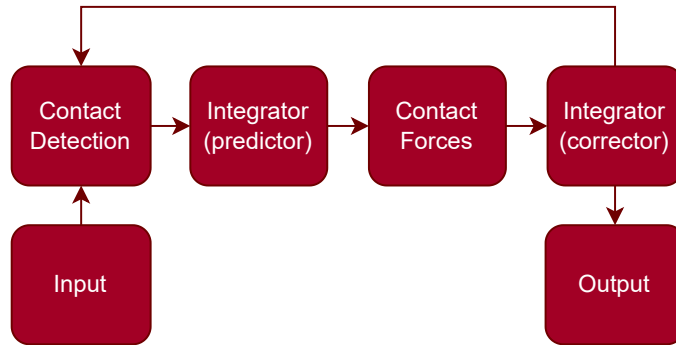 Contact
Detection
Integrator
(predictor)
Contact
Forces
Integrator
(corrector)
Input
Output